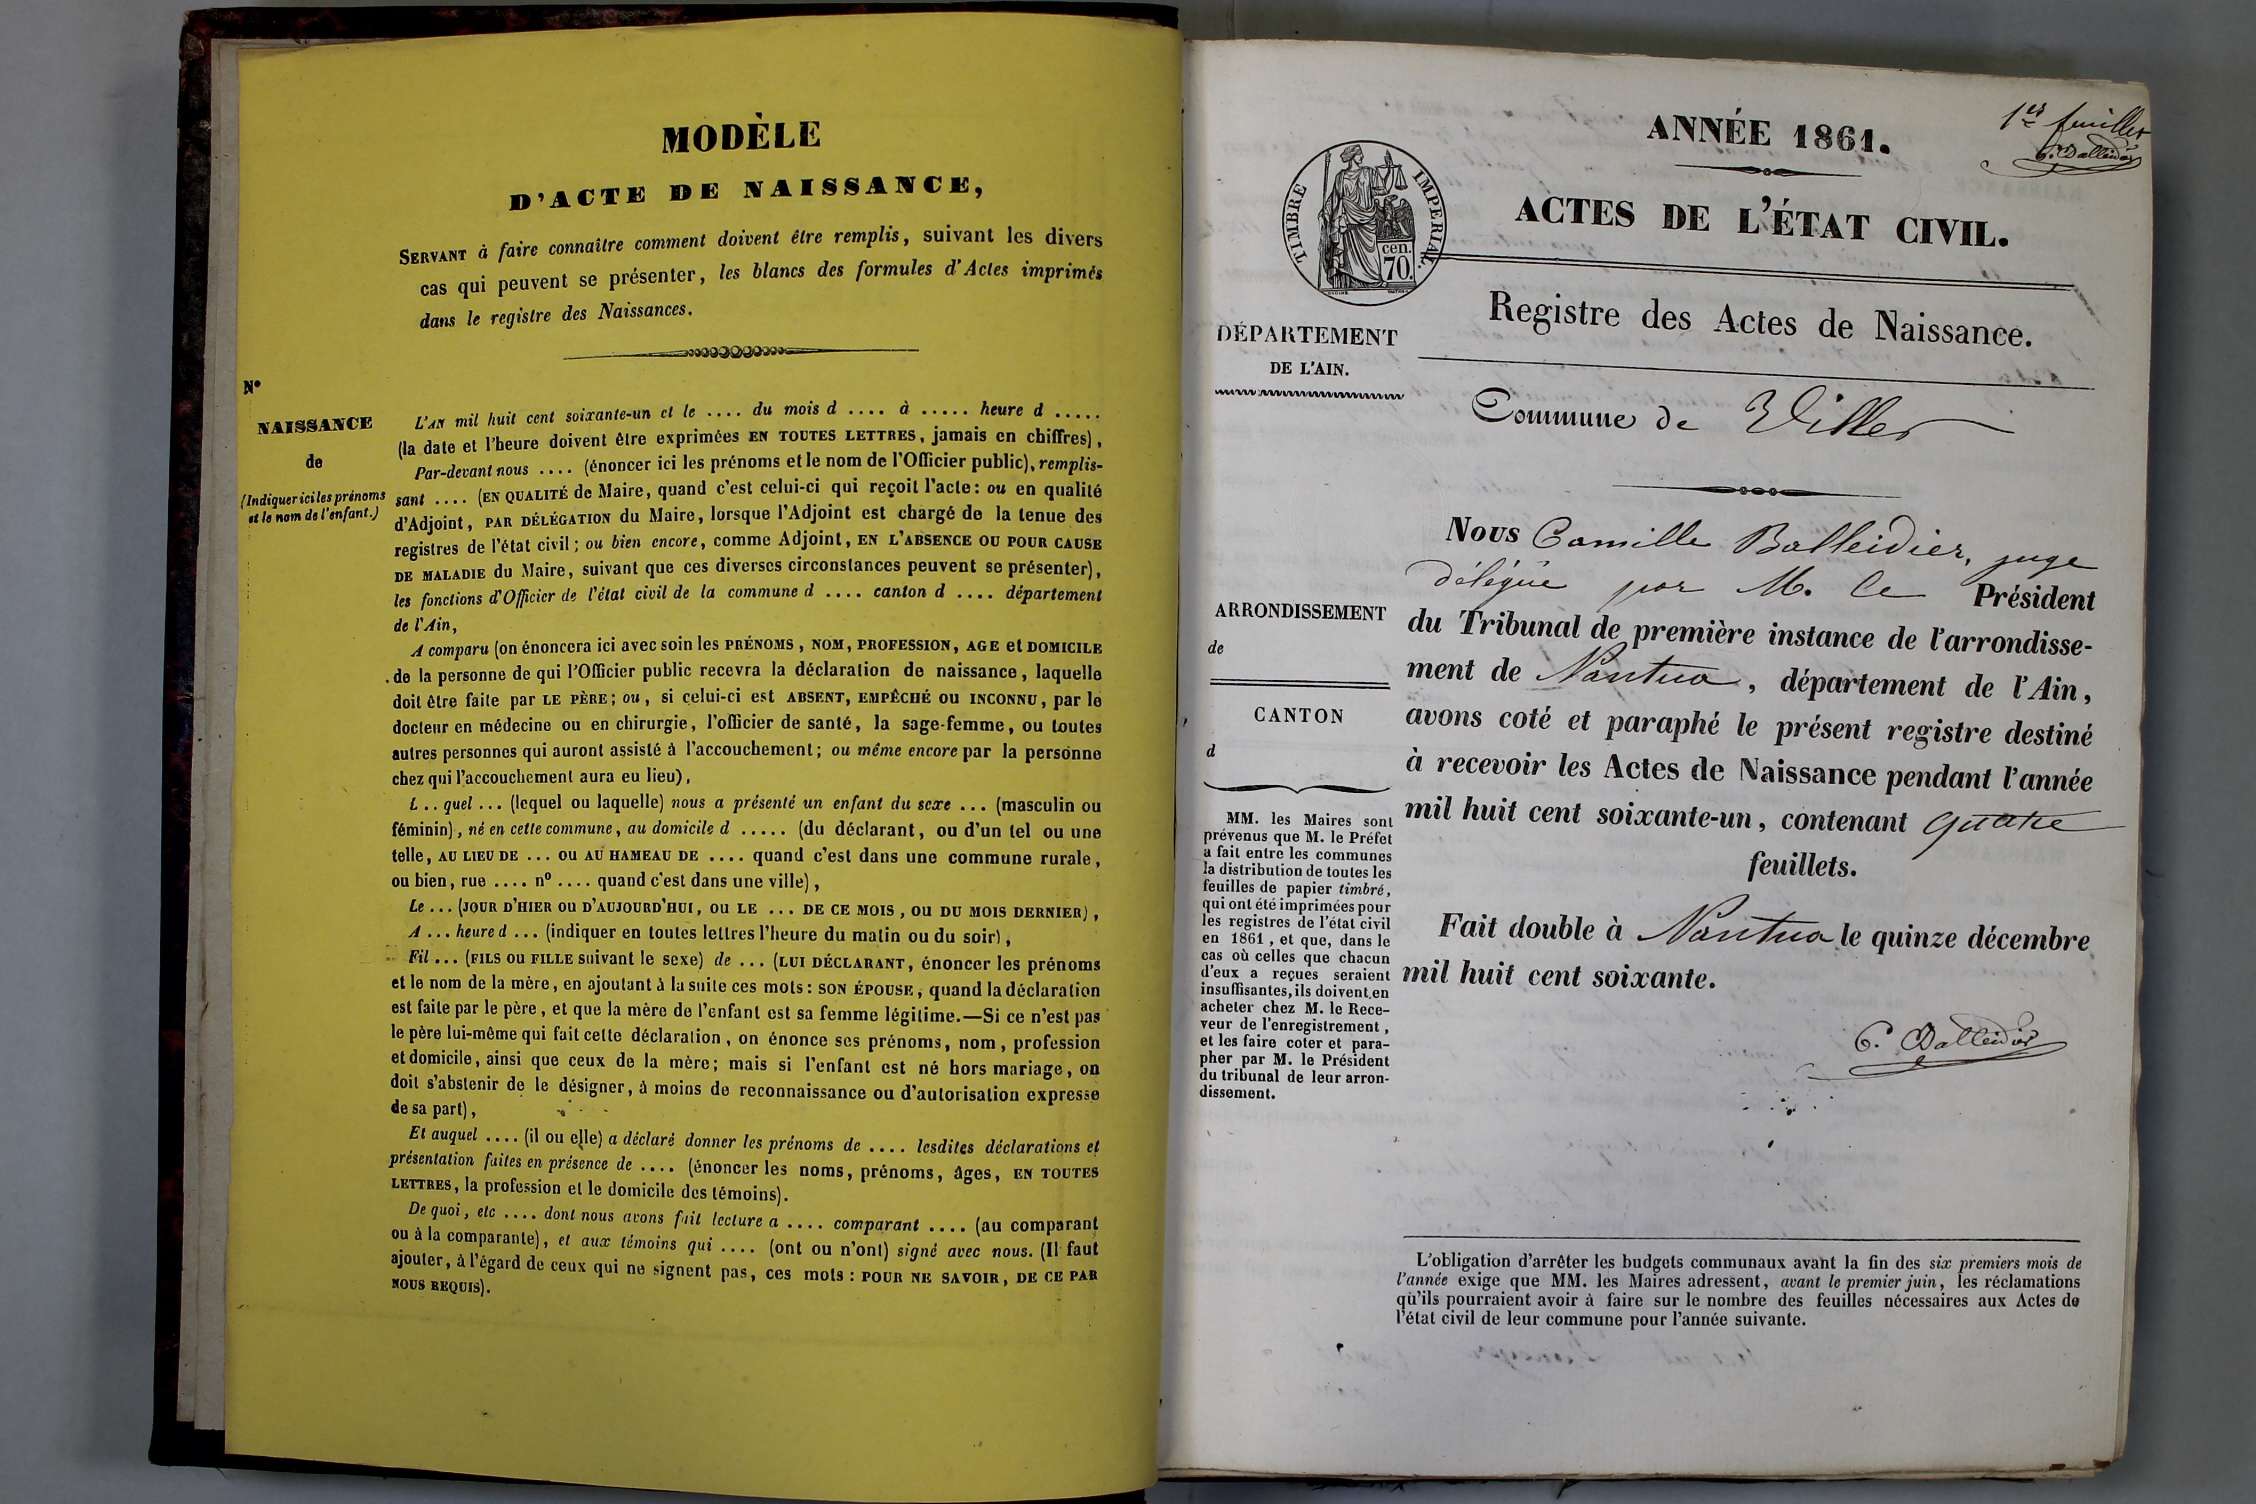 MODÈLE
D'ACTE DE NAISSANCE,
SERVANT à faire connaître comment doivent être remplis, suivant les divers
cas qui peuvent se présenter, les blancs des formules d'Actes imprimés
dans le registre des Naissances.
N°
NAISSANCE
de
(Indiquer ici les prénoms
et le nom de l'enfant.)
L'AN mil huit cent soixante-un et le .... du mois d .... à ..... heure d .....
(la date et l'heure doivent être exprimées EN TOUTES LETTRES, jamais en chiffres),
Par-devant nous .... (énoncer ici les prénoms et le nom de l'Officier public), remplis-
sant .... (EN QUALITÉ de Maire, quand c'est celui-ci qui reçoit l'acte: ou en qualité
d'Adjoint, PAR DÉLÉGATION du Maire, lorsque l'Adjoint est chargé de la tenue des
registres de l'état civil; ou bien encore, comme Adjoint, EN L'ABSENCE OU POUR CAUSE
DE MALADIE du Maire, suivant que ces diverses circonstances peuvent se présenter),
les fonctions d'Officier de l'état civil de la commune d .... canton d .... département
de l'Ain,
A comparu (on énoncera ici avec soin les PRÉNOMS, NOM, PROFESSION, AGE et DOMICILE
de la personne de qui l'Officier public recevra la déclaration de naissance, laquelle
doit être faite par LE PÈRE; ou, si celui-ci est ABSENT, EMPÊCHÉ OU INCONNU, par le
docteur en médecine ou en chirurgie, l'officier de santé, la sage-femme, ou toutes
autres personnes qui auront assisté à l'accouchement; ou même encore par la personne
chez qui l'accouchement aura eu lieu),
L .. quel ... (lequel ou laquelle) nous a présenté un enfant du sexe ... (masculin ou
féminin), né en cette commune, au domicile d ..... (du déclarant, ou d'un tel ou une
telle, AU LIEU DE ... OU AU HAMEAU DE .... quand c'est dans une commune rurale,
ou bien, rue .... n° .... quand c'est dans une ville),
Le ... (JOUR D'HIER OU D'AUJOURD'HUI, OU LE ... DE CE MOIS, OU DU MOIS DERNIER),
A ... heure d ... (indiquer en toutes lettres l'heure du matin ou du soir),
Fil ... (FILS OU FILLE suivant le sexe) de ... (LUI DÉCLARANT, énoncer les prénoms
et le nom de la mère, en ajoutant à la suite ces mots: SON ÉPOUSE, quand la déclaration
est faite par le père, et que la mère de l'enfant est sa femme légitime.—Si ce n'est pas
le père lui-même qui fait cette déclaration, on énonce ses prénoms, nom, profession
et domicile, ainsi que ceux de la mère; mais si l'enfant est né hors mariage, on
doit s'abstenir de le désigner, à moins de reconnaissance ou d'autorisation expresse
de sa part),
Et auquel .... (il ou elle) a déclaré donner les prénoms de .... lesdites déclarations et
présentation faites en présence de .... (énoncer les noms, prénoms, âges, EN TOUTES
LETTRES, la profession et le domicile des témoins).
De quoi, etc .... dont nous avons fait lecture a .... comparant .... (au comparant
ou à la comparante), et aux témoins qui .... (ont ou n'ont) signé avec nous. (Il faut
ajouter, à l'égard de ceux qui ne signent pas, ces mots: POUR NE SAVOIR, DE CE PAR
NOUS REQUIS).
1er feuillet
C. Balleidier
ANNÉE 1861.
TIMBRE IMPERIAL.
cen.
70.
ACTES DE L'ÉTAT CIVIL.
Registre des Actes de Naissance.
DÉPARTEMENT
DE L'AIN.
Commune de Viller
Nous Camille Balleidier, juge
délégué par M. le Président
du Tribunal de première instance de l'arrondisse-
ment de Nantua, département de l'Ain,
avons coté et paraphé le présent registre destiné
à recevoir les Actes de Naissance pendant l'année
mil huit cent soixante-un, contenant quatre
feuillets.
Fait double à Nantua le quinze décembre
mil huit cent soixante.
C. Balleidier
ARRONDISSEMENT
de
CANTON
d
MM. les Maires sont
prévenus que M. le Préfet
a fait entre les communes
la distribution de toutes les
feuilles de papier timbré,
qui ont été imprimées pour
les registres de l'état civil
en 1861, et que, dans le
cas où celles que chacun
d'eux a reçues seraient
insuffisantes, ils doivent en
acheter chez M. le Rece-
veur de l'enregistrement,
et les faire coter et para-
pher par M. le Président
du tribunal de leur arron-
dissement.
L'obligation d'arrêter les budgets communaux avant la fin des six premiers mois de
l'année exige que MM. les Maires adressent, avant le premier juin, les réclamations
qu'ils pourraient avoir à faire sur le nombre des feuilles nécessaires aux Actes de
l'état civil de leur commune pour l'année suivante.